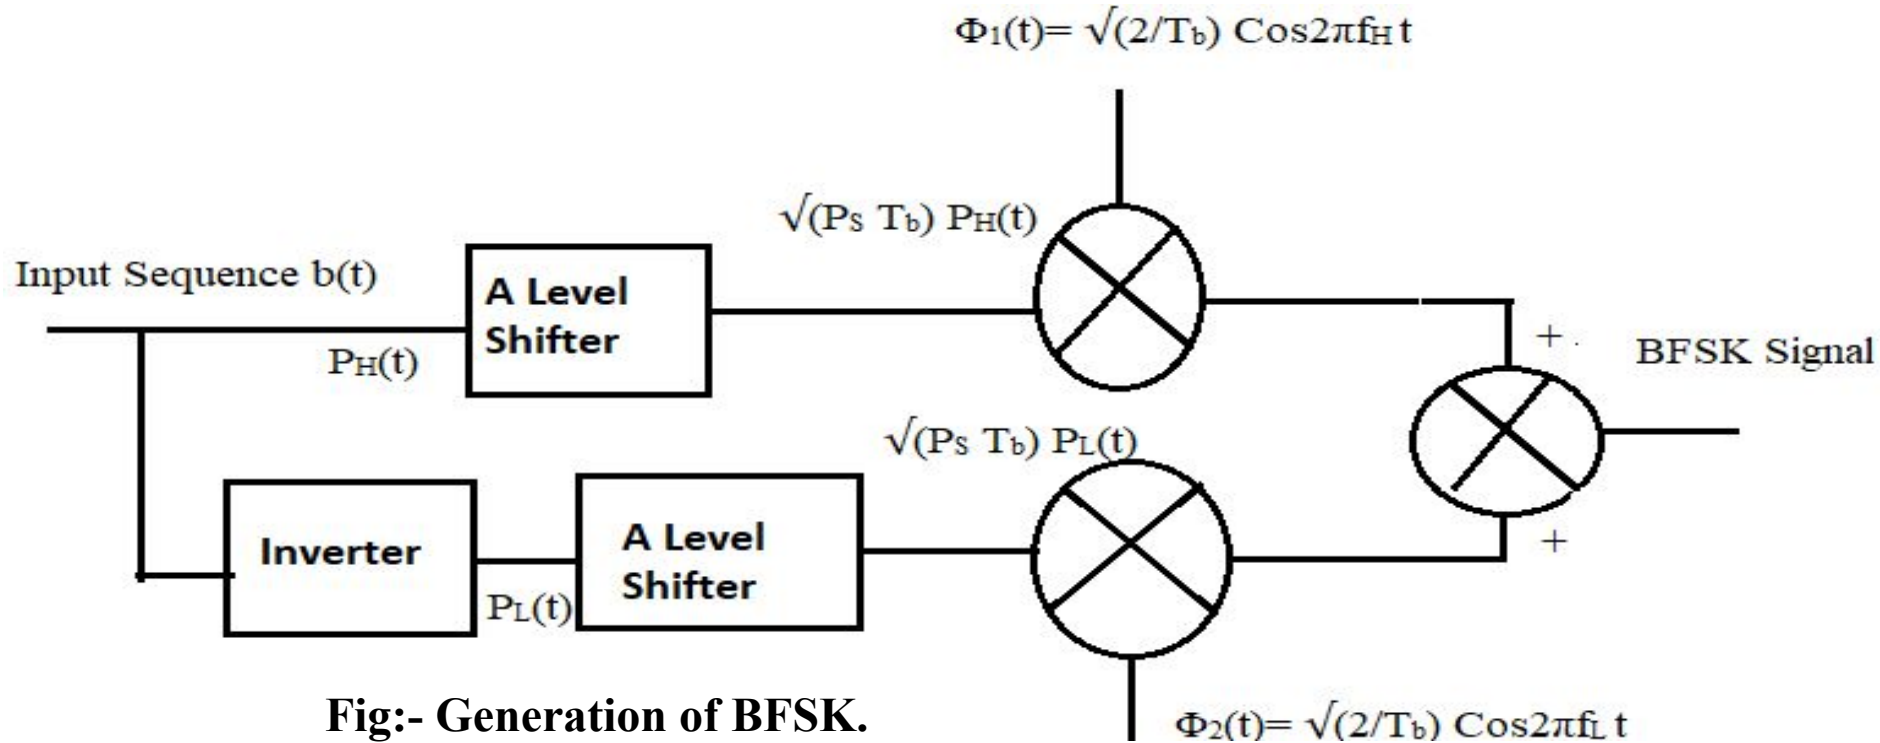 Φ1(t)= √(2/Tb) Cos2πfH t
√(PS Tb) PH(t)
Input Sequence b(t)
A Level
Shifter
PH(t)
+ .
BFSK Signal
√(PS Tb) PL(t)
Inverter
PL(t)
A Level
Shifter
+
Fig:- Generation of BFSK.
Φ2(t)= √(2/Tb) Cos2πfL t